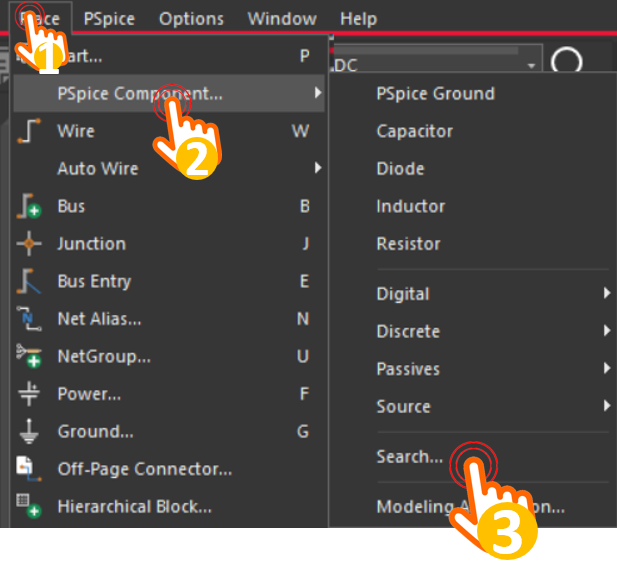 Place PSpice Options Window Help
1
art... P
DC
PSpice Component...
PSpice Ground
2
Wire W
Capacitor
Auto Wire
Diode
Bus B
Inductor
Junction J
Resistor
Bus Entry E
Digital
Net Alias... N
Discrete
NetGroup... U
Passives
Power... F
Source
Ground... G
Search...
Off-Page Connector...
Hierarchical Block...
Modeling A on...
3